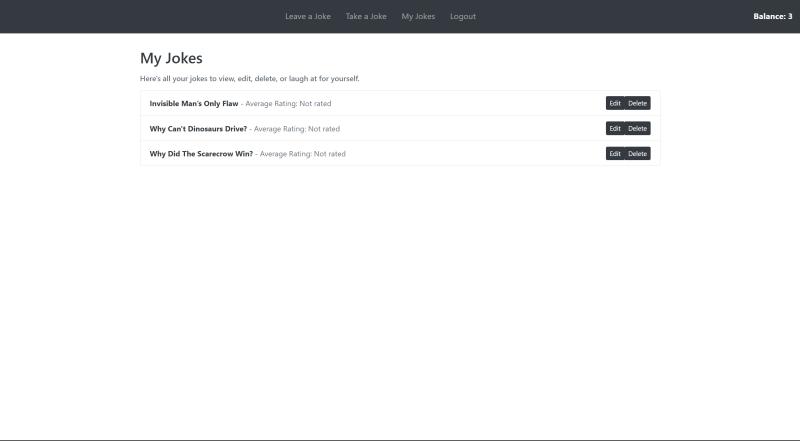 Leave a Joke Take a Joke My Jokes Logout Balance: 3
My Jokes
Here's all your jokes to view, edit, delete, or laugh at for yourself.
Invisible Man's Only Flaw - Average Rating: Not rated Edit Delete
Why Can't Dinosaurs Drive? - Average Rating: Not rated Edit Delete
Why Did The Scarecrow Win? - Average Rating: Not rated Edit Delete